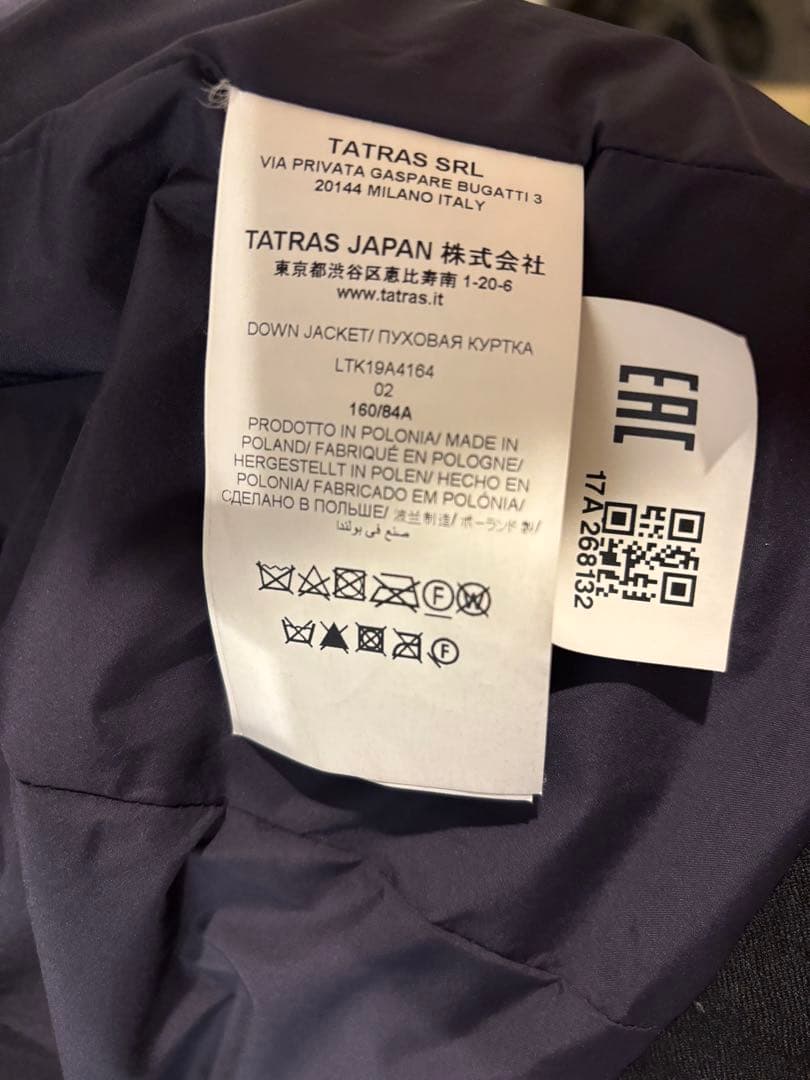 TATRAS SRL
VIA PRIVATA GASPARE BUGATTI 3
20144 MILANO ITALY
TATRAS JAPAN 株式会社
東京都渋谷区恵比寿南 1-20-6
www.tatras.it
DOWN JACKET/ ПУХОВАЯ КУРТКА
LTK19A4164
02
160/84A
PRODOTTO IN POLONIA/ MADE IN
POLAND/ FABRIQUÉ EN POLOGNE/
HERGESTELLT IN POLEN/ HECHO EN
POLONIA/ FABRICADO EM POLÓNIA/
СДЕЛАНО В ПОЛЬШЕ/ 波兰制造/ ポーランド製/
صنع في بولندا
F W
F
EAC
17A268132